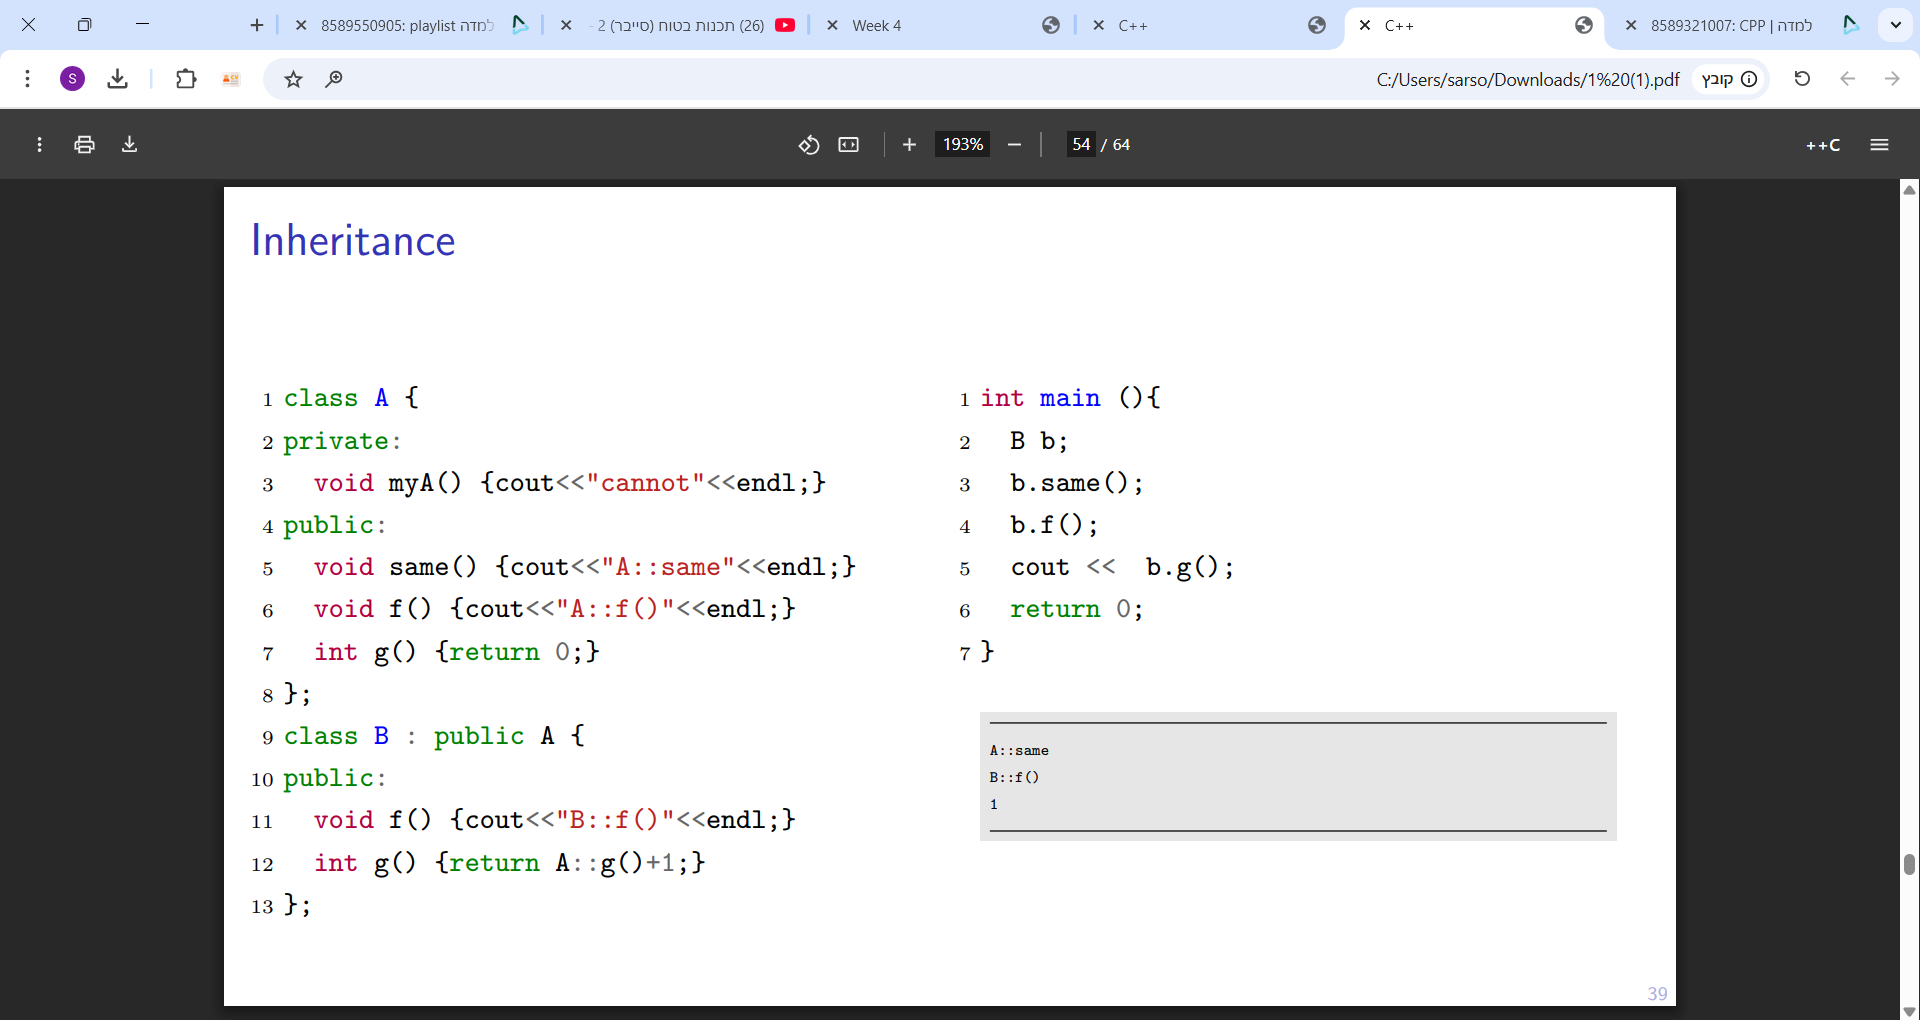 8589550905: playlist למדה
(26) תכנות בטוח (סייבר) 2 -
Week 4
C++
C++
8589321007: CPP | למדה
S
C:/Users/sarso/Downloads/1%20(1).pdf
קובץ
193%
54 / 64
++C
Inheritance
1 class A {
2 private:
3 void myA() {cout<<"cannot"<<endl;}
4 public:
5 void same() {cout<<"A::same"<<endl;}
6 void f() {cout<<"A::f()"<<endl;}
7 int g() {return 0;}
8 };
9 class B : public A {
10 public:
11 void f() {cout<<"B::f()"<<endl;}
12 int g() {return A::g()+1;}
13 };
1 int main (){
2 B b;
3 b.same();
4 b.f();
5 cout << b.g();
6 return 0;
7 }
A::same
B::f()
1
39